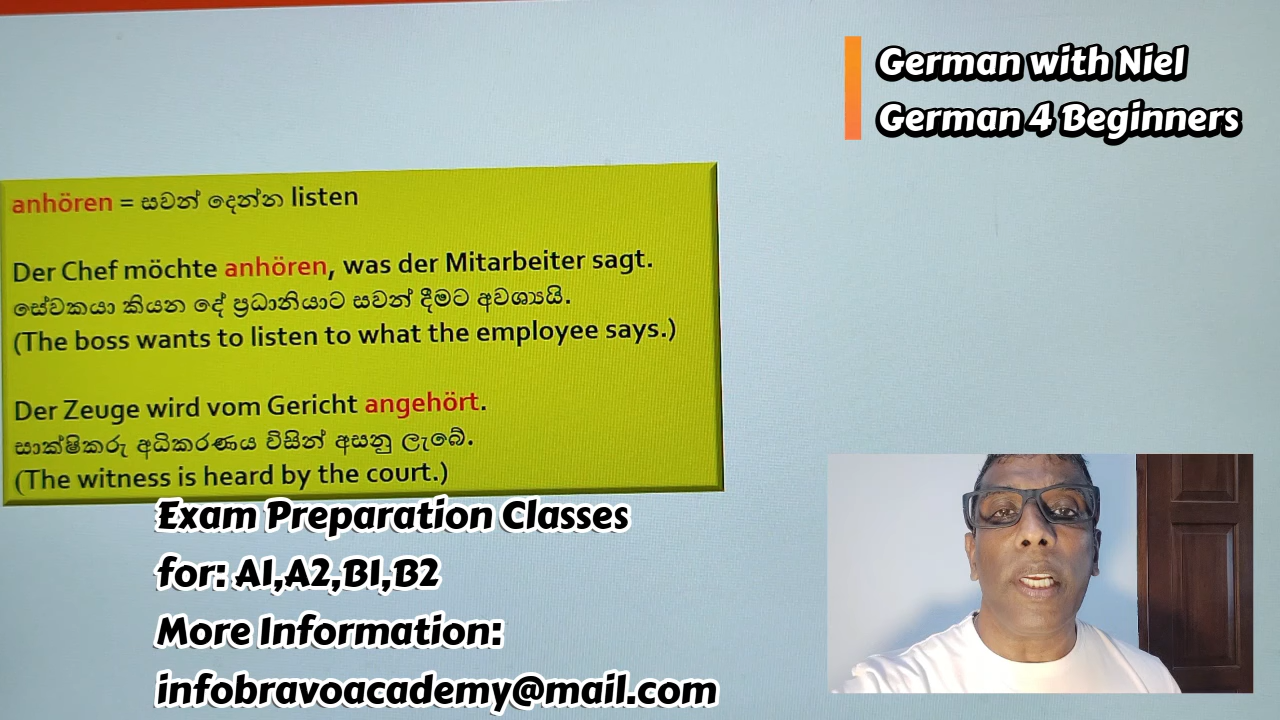 German with Niel
German 4 Beginners
anhören = සවන් දෙන්න listen
Der Chef möchte anhören, was der Mitarbeiter sagt.
සේවකයා කියන දේ ප්‍රධානියාට සවන් දීමට අවශ්‍යයි.
(The boss wants to listen to what the employee says.)
Der Zeuge wird vom Gericht angehört.
සාක්ෂිකරු අධිකරණය විසින් අසනු ලැබේ.
(The witness is heard by the court.)
Exam Preparation Classes
for: A1,A2,B1,B2
More Information:
infobravoacademy@mail.com